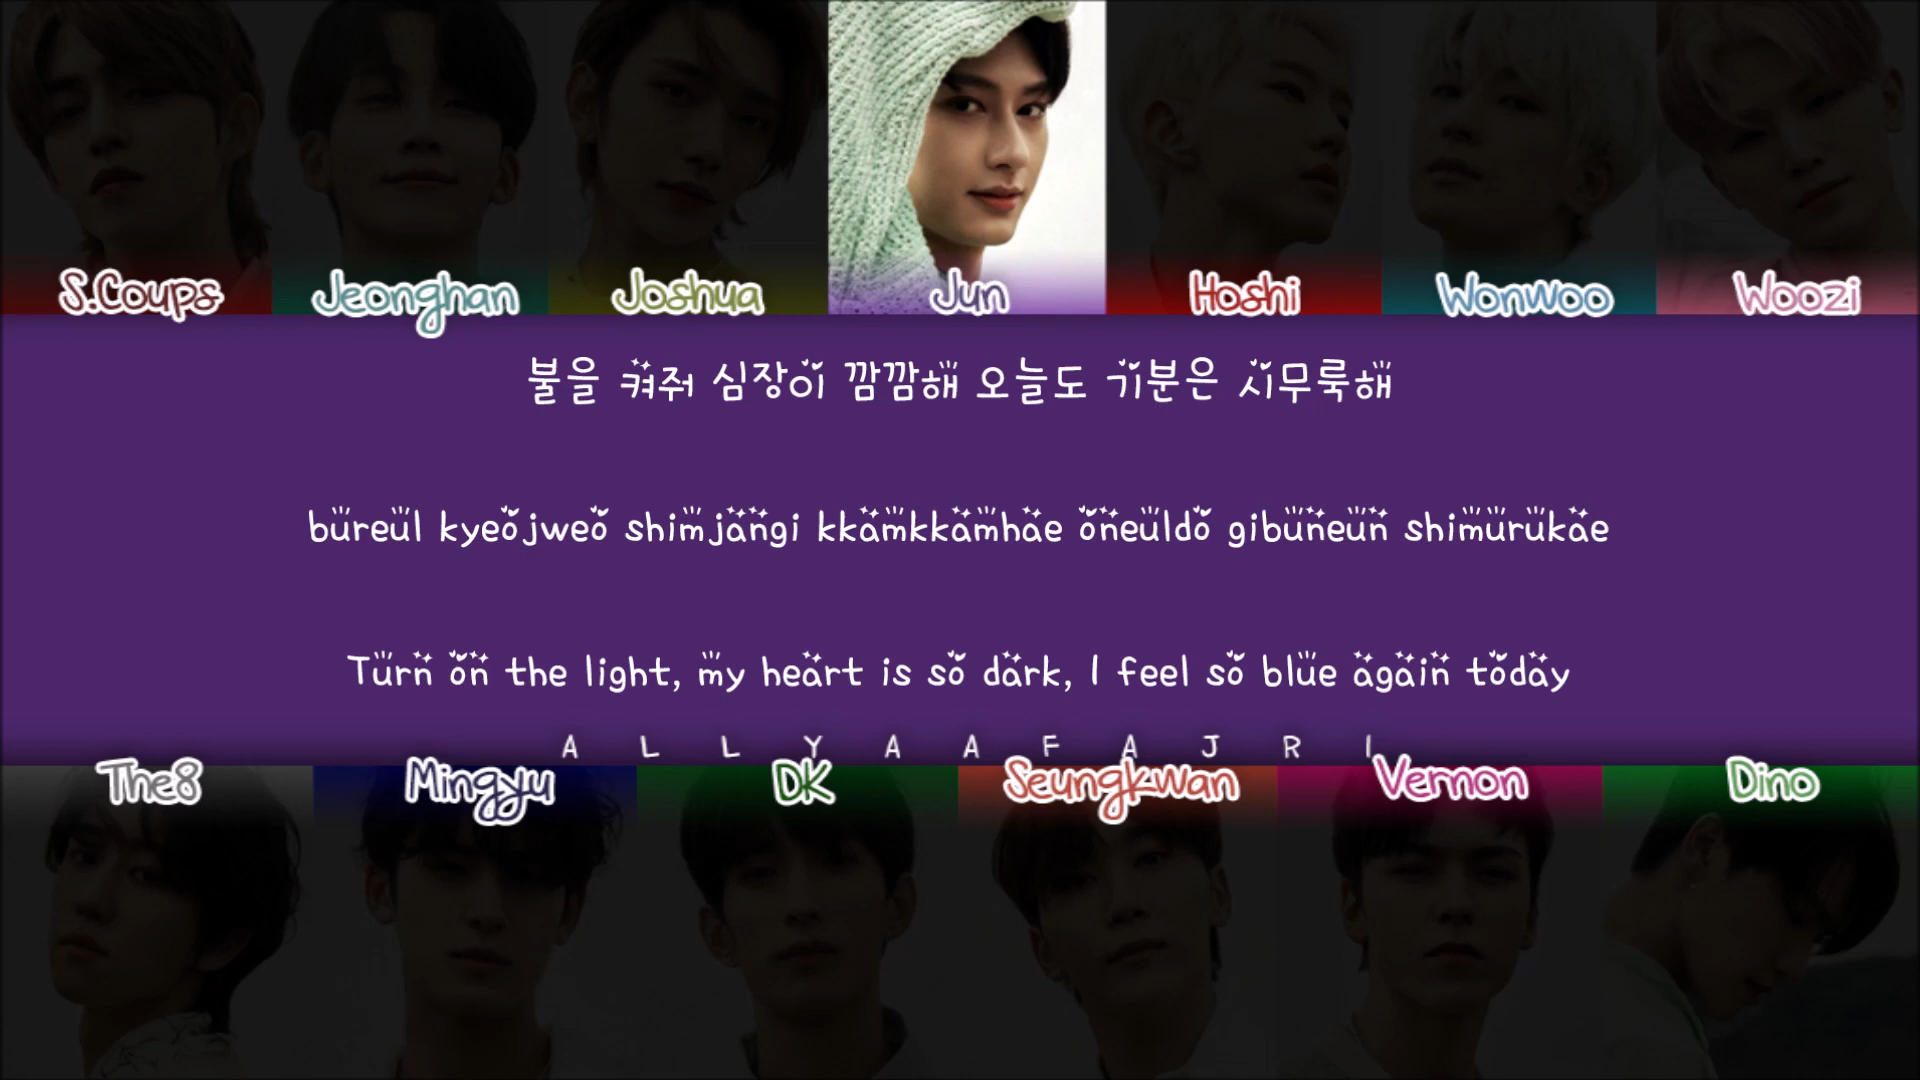 S.Coups Jeonghan Joshua Jun Hoshi Wonwoo Woozi
불을 켜줘 심장이 깜깜해 오늘도 기분은 시무룩해
bureul kyeojweo shimjangi kkamkkamhae oneuldo gibuneun shimurukae
Turn on the light, my heart is so dark, I feel so blue again today
A L L Y A A F A J R I
The8 Mingyu DK Seungkwan Vernon Dino